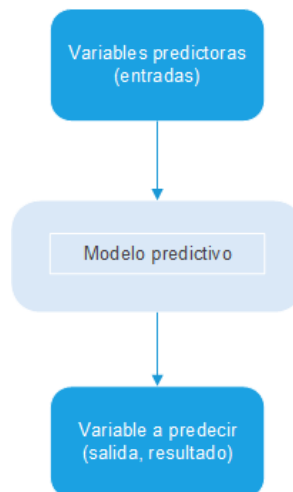 Variables predictoras
(entradas)
Modelo predictivo
Variable a predecir
(salida, resultado)